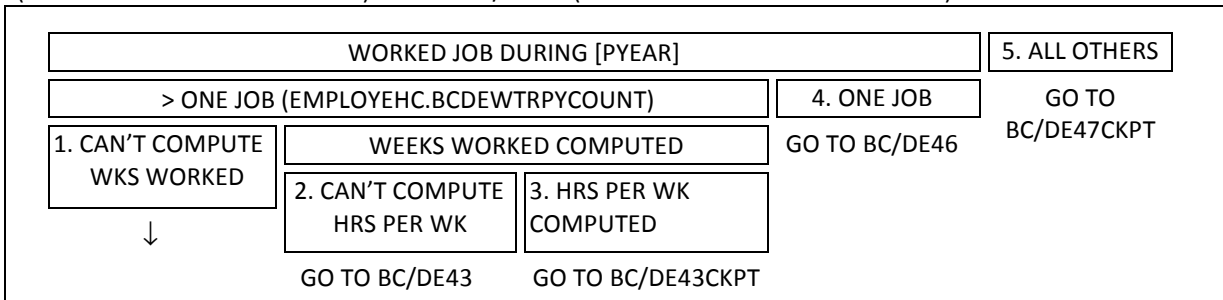 WORKED JOB DURING [PYEAR]
5. ALL OTHERS
> ONE JOB (EMPLOYEHC.BCDEWTRPYCOUNT)
4. ONE JOB
GO TO
BC/DE47CKPT
1. CAN’T COMPUTE
WKS WORKED
↓
WEEKS WORKED COMPUTED
GO TO BC/DE46
2. CAN’T COMPUTE
HRS PER WK
3. HRS PER WK
COMPUTED
GO TO BC/DE43
GO TO BC/DE43CKPT